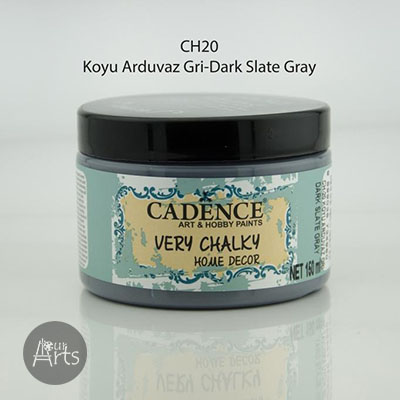 CH20
Koyu Arduvaz Gri-Dark Slate Gray
CADENCE
ART & HOBBY PAINTS
VERY CHALKY
HOME DECOR
DARK SLATE GRAY
NET 150 ml
Arts